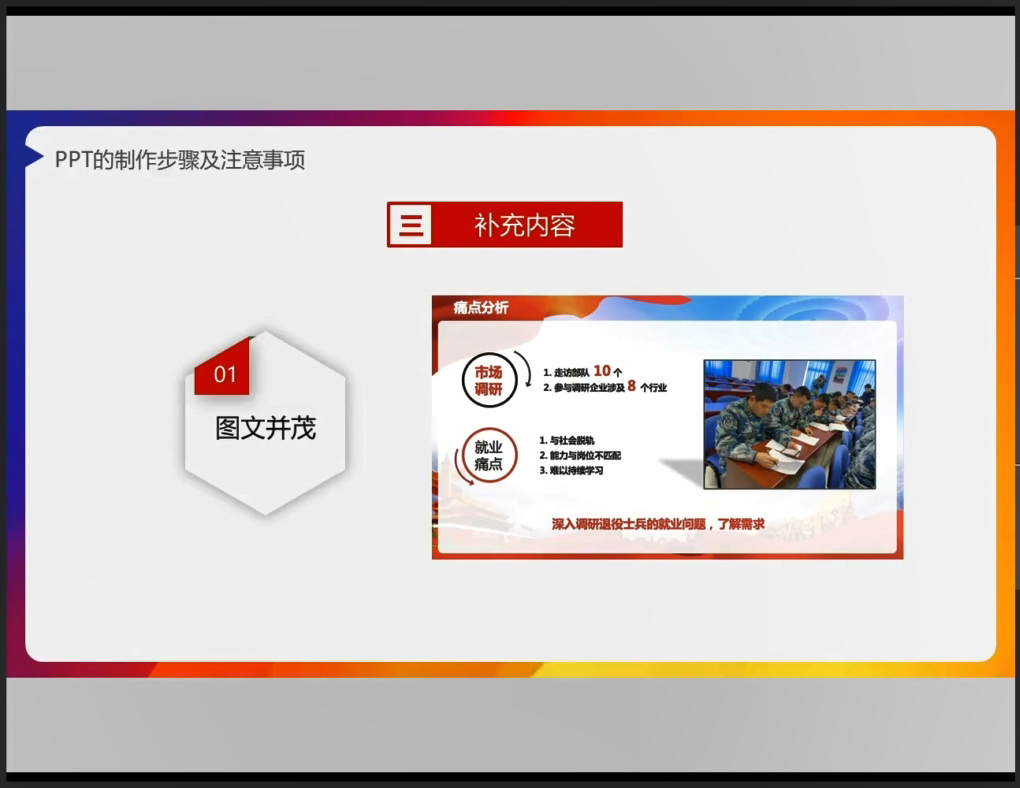 PPT的制作步骤及注意事项
三 补充内容
01
图文并茂
痛点分析
市场
调研
1. 走访部队 10 个
2. 参与调研企业涉及 8 个行业
就业
痛点
1. 与社会脱轨
2. 能力与岗位不匹配
3. 难以持续学习
深入调研退役士兵的就业问题，了解需求